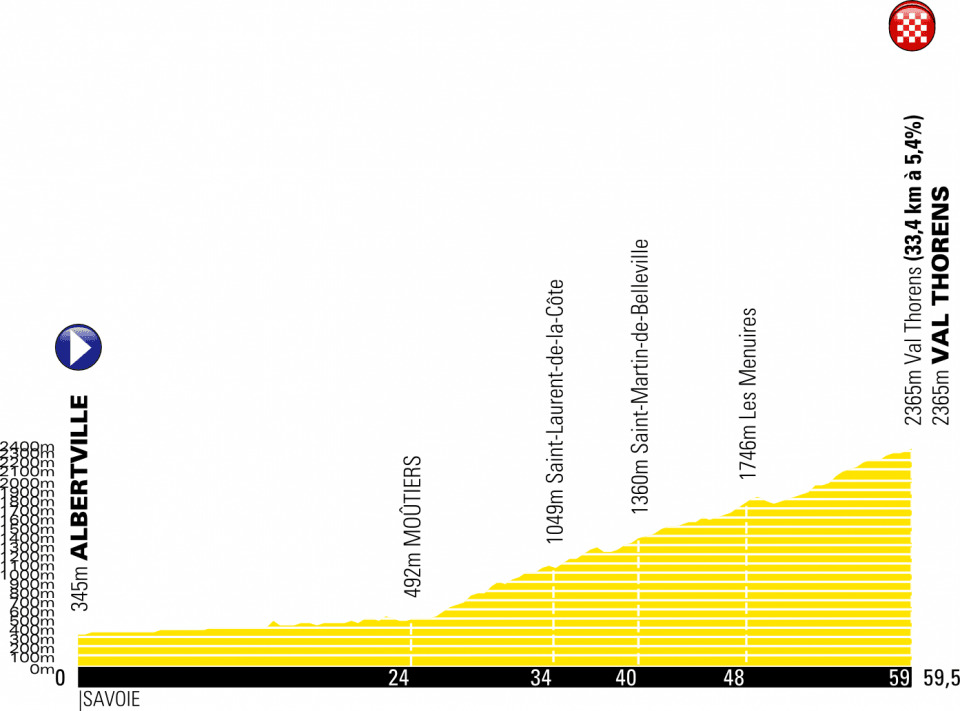 2365m Val Thorens (33,4 km à 5,4%)
2365m VAL THORENS
1746m Les Menuires
1360m Saint-Martin-de-Belleville
1049m Saint-Laurent-de-la-Côte
492m MOÛTIERS
345m ALBERTVILLE
2400m
2300m
2200m
2100m
2000m
1900m
1800m
1700m
1600m
1500m
1400m
1300m
1200m
1100m
1000m
900m
800m
700m
600m
500m
400m
300m
200m
100m
0m
0 24 34 40 48 59 59,5
SAVOIE